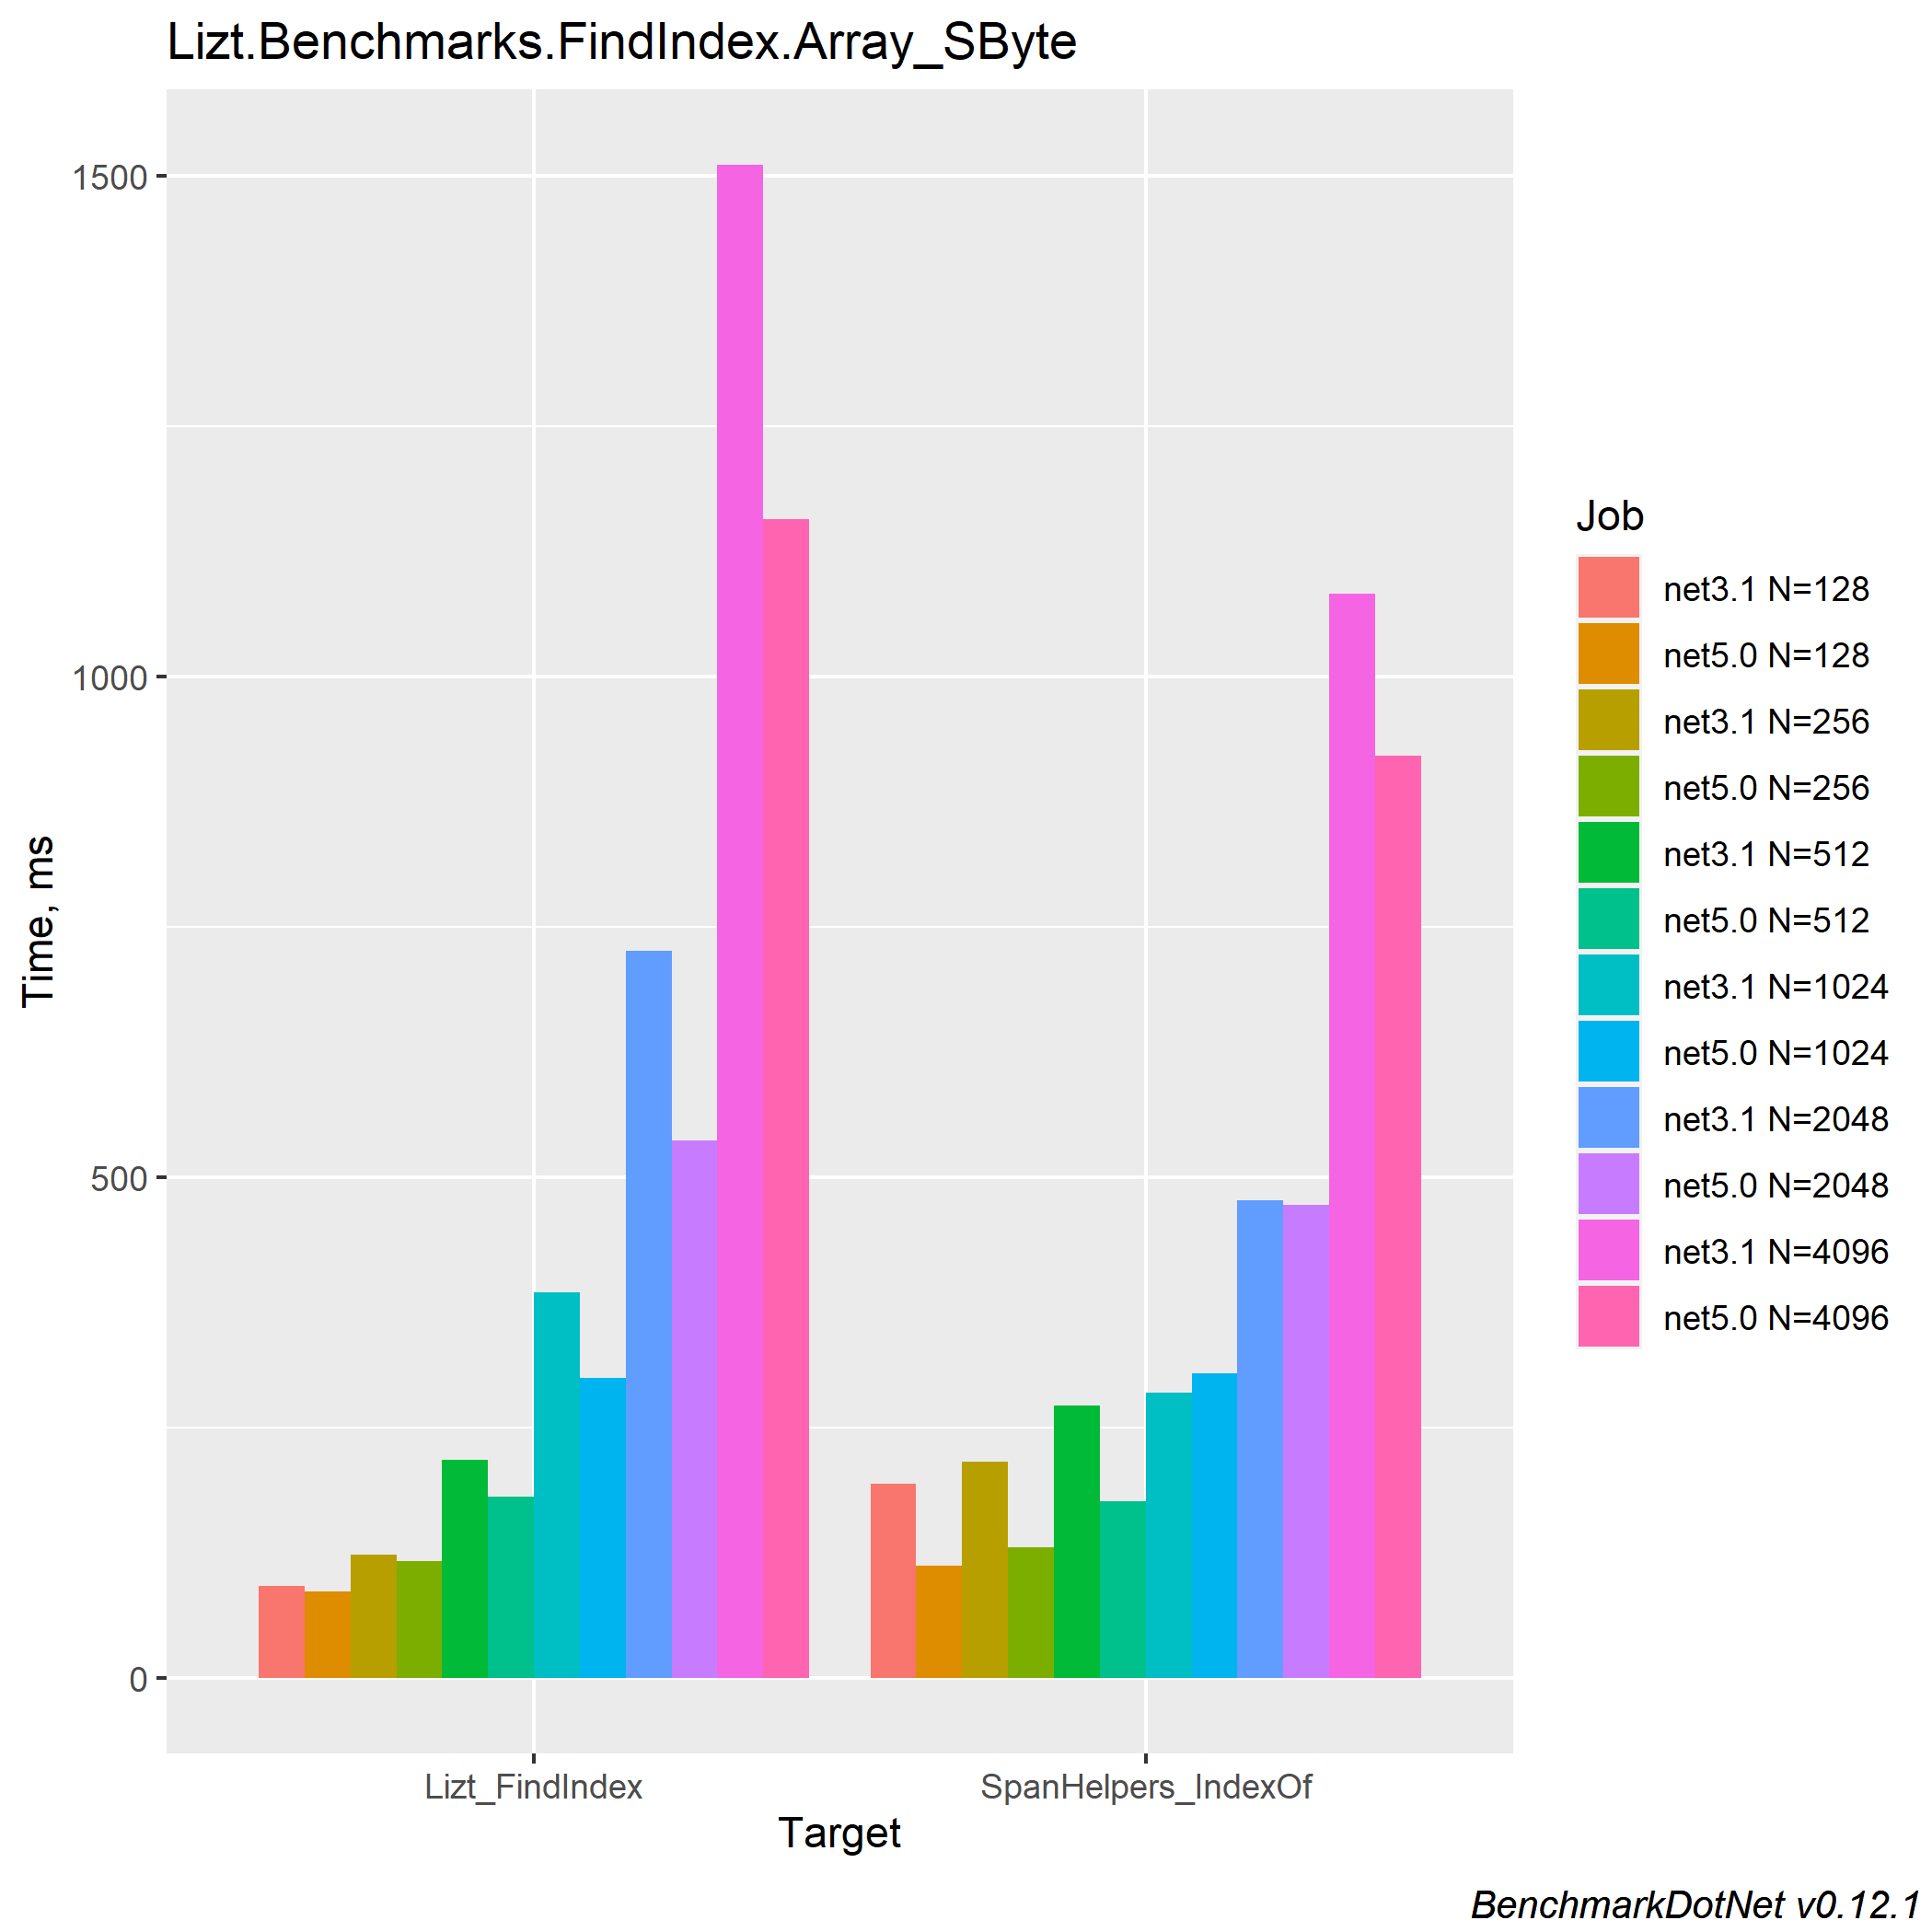 Lizt.Benchmarks.FindIndex.Array_SByte
1500
1000
500
0
Time, ms
Lizt_FindIndex
SpanHelpers_IndexOf
Target
Job
net3.1 N=128
net5.0 N=128
net3.1 N=256
net5.0 N=256
net3.1 N=512
net5.0 N=512
net3.1 N=1024
net5.0 N=1024
net3.1 N=2048
net5.0 N=2048
net3.1 N=4096
net5.0 N=4096
BenchmarkDotNet v0.12.1